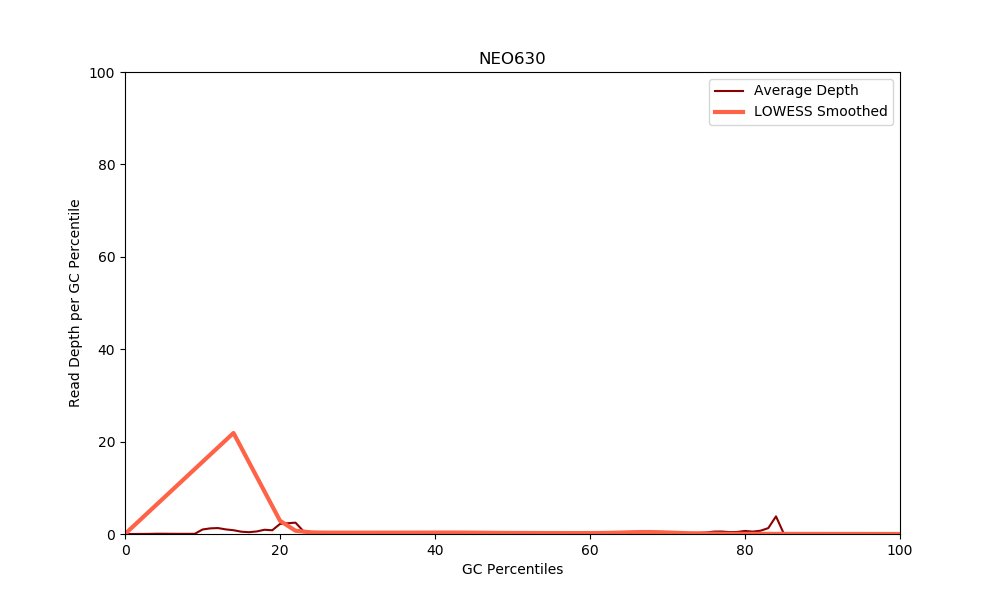 NEO630
Average Depth
LOWESS Smoothed
100
80
60
40
20
0
Read Depth per GC Percentile
0 20 40 60 80 100
GC Percentiles